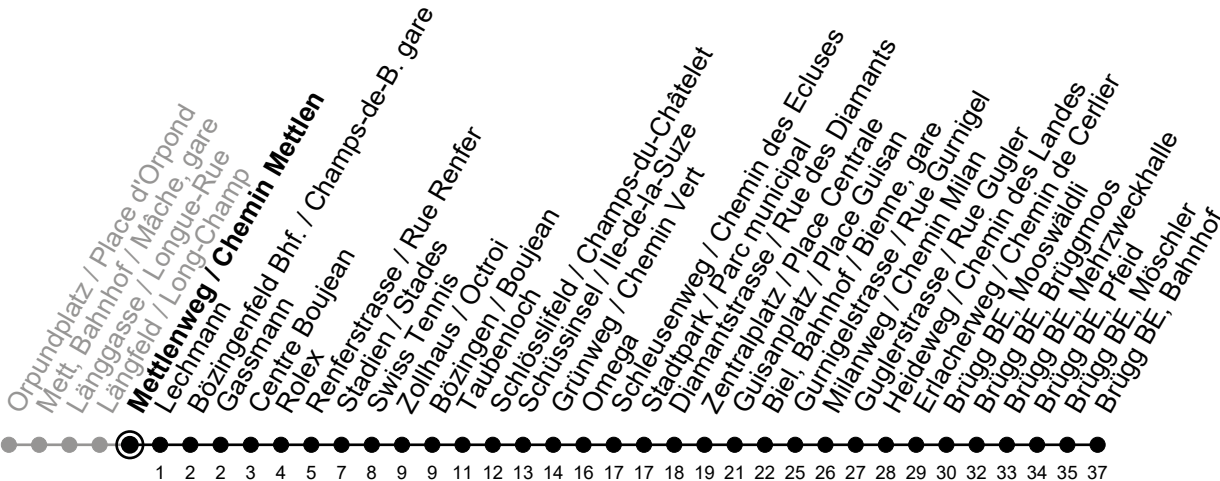 Orpundplatz / Place d'Orpond
Mett, Bahnhof / Mâche, gare
Länggasse / Longue-Rue
Längfeld / Long-Champ
Mettlenweg / Chemin Mettlen
Lechmann
Bözingenfeld Bhf. / Champs-de-B. gare
Gassmann
Centre Boujean
Rolex
Renferstrasse / Rue Renfer
Stadien / Stades
Swiss Tennis
Zollhaus / Octroi
Bözingen / Boujean
Taubenloch
Schlösslifeld / Champs-du-Châtelet
Schüssinsel / Ile-de-la-Suze
Grünweg / Chemin Vert
Omega
Schleusenweg / Chemin des Ecluses
Stadtpark / Parc municipal
Diamantstrasse / Rue des Diamants
Zentralplatz / Place Centrale
Guisanplatz / Place Guisan
Biel, Bahnhof / Bienne, gare
Gurnigelstrasse / Rue Gurnigel
Milanweg / Chemin Milan
Guglerstrasse / Rue Gugler
Heideweg / Chemin des Landes
Erlacherweg / Chemin de Cerlier
Brügg BE, Mooswäldli
Brügg BE, Brüggmoos
Brügg BE, Mehrzweckhalle
Brügg BE, Pfeid
Brügg BE, Möschler
Brügg BE, Bahnhof
1 2 2 3 4 5 7 8 9 9 11 12 13 14 16 17 17 18 19 21 22 25 26 27 28 29 30 32 33 34 35 37